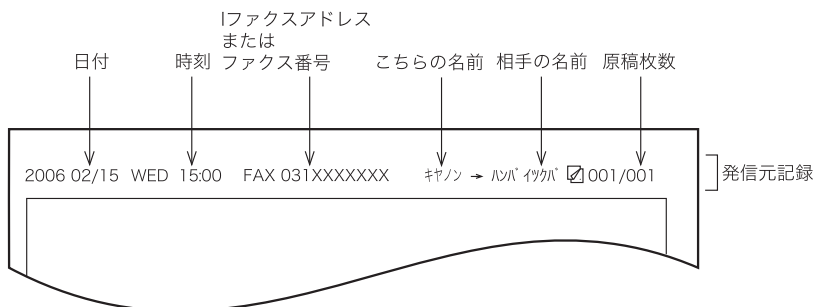 Iファクスアドレス
または
日付 時刻 ファクス番号 こちらの名前 相手の名前 原稿枚数
2006 02/15 WED 15:00 FAX 031XXXXXXX ｷﾔﾉﾝ → ﾊﾝﾊﾞｲﾂｸﾊﾞ 001/001
発信元記録